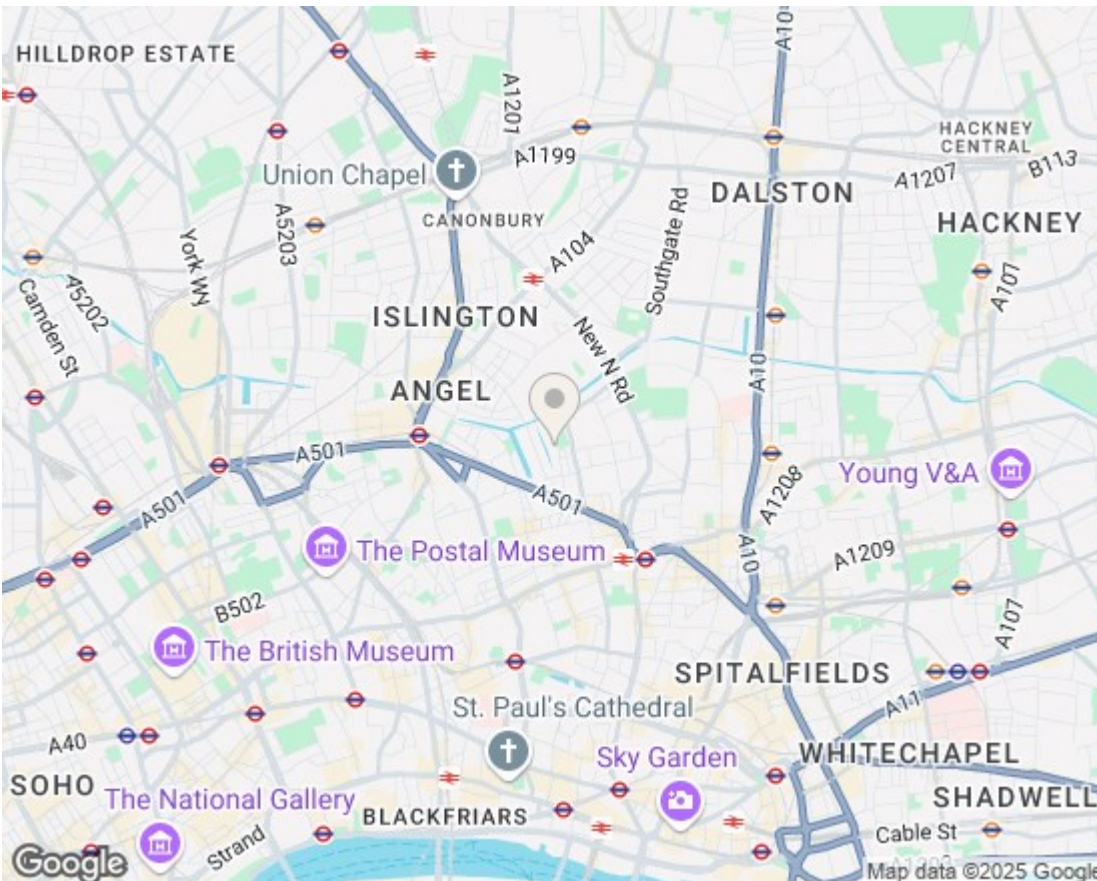 HILLDROP ESTATE
A10
A1201
HACKNEY
CENTRAL
B113
A1199
Union Chapel
A1207
DALSTON
CANONBURY
A5203
Southgate Rd
HACKNEY
York WN
A104
A5202
Camden St
ISLINGTON
New N Rd
A107
A10
ANGEL
A501
Young V&A
A1208
A501
A501
A10
The Postal Museum
A1209
B502
A107
The British Museum
SPITALFIELDS
St. Paul's Cathedral
A11
A40
WHITECHAPEL
Sky Garden
SOHO
The National Gallery
SHADWELL
BLACKFRIARS
Strand
Cable St
Google
Map data ©2025 Google